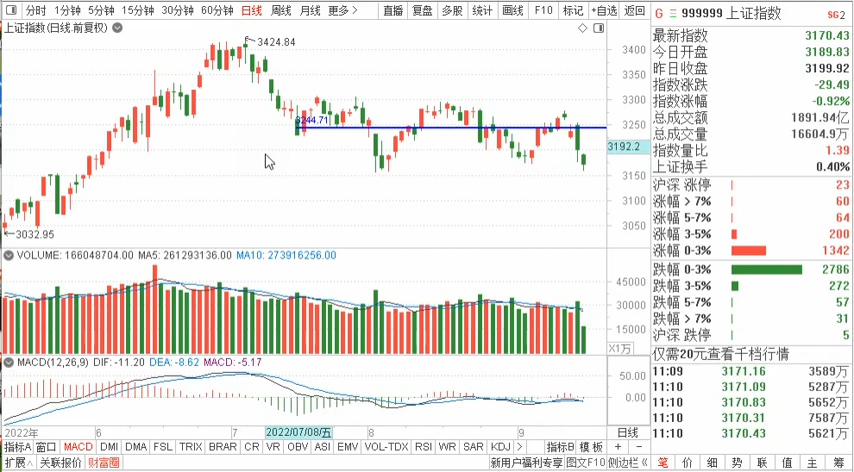 分时 1分钟 5分钟 15分钟 30分钟 60分钟 日线 周线 月线 更多 > 直播 复盘 多股 统计 画线 F10 标记 +自选 返回
上证指数(日线.前复权)
3424.84
3400
3350
3300
3250
3244.71
3192.2
3150
3100
3050
3032.95
VOLUME: 166048704.00 MA5: 261293136.00 MA10: 273916256.00
45000
30000
15000
X1万
MACD(12,26,9) DIF: -11.20 DEA: -8.62 MACD: -5.17
50.00
0.00
2022年 6 7 2022/07/08/五 8 9 日线
指标A 窗口 MACD DMI DMA FSL TRIX BRAR CR VR OBV ASI EMV VOL-TDX RSI WR SAR KDJ > 指标B 模板 + -
扩展∧ 关联报价 财富圈 新用户福利专享 图文F10 侧边栏《
G 999999 上证指数 SG2
最新指数 3170.43
今日开盘 3189.83
昨日收盘 3199.92
指数涨跌 -29.49
指数涨幅 -0.92%
总成交额 1891.94亿
总成交量 16604.9万
指数量比 1.39
上证换手 0.40%
沪深 涨停 23
涨幅 > 7% 60
涨幅 5-7% 64
涨幅 3-5% 200
涨幅 0-3% 1342
跌幅 0-3% 2786
跌幅 3-5% 272
跌幅 5-7% 57
跌幅 > 7% 31
沪深 跌停 5
仅需20元查看千档行情
11:09 3171.16 3589万
11:10 3171.09 5287万
11:10 3170.83 5652万
11:10 3170.31 7587万
11:10 3170.43 5621万
笔 价 细 势 联 值 主 筹